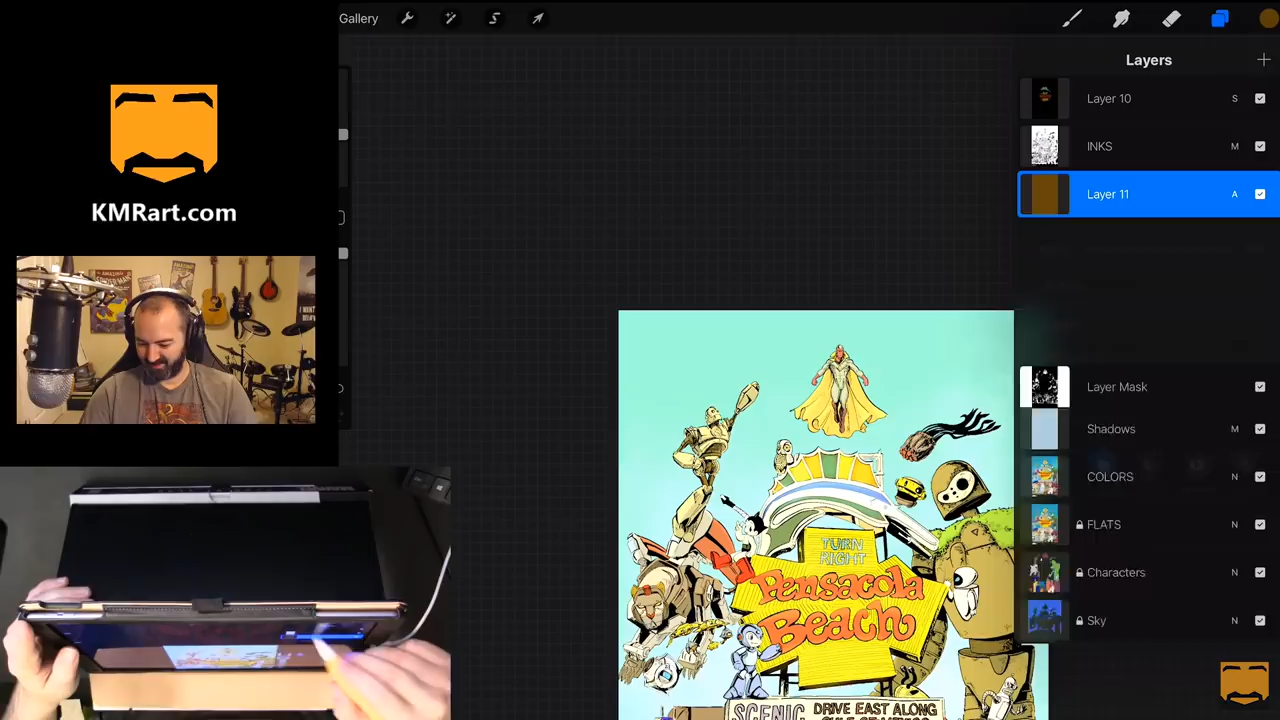 Gallery
Layers
Layer 10
S
INKS
M
Layer 11
A
Layer Mask
Shadows
M
COLORS
N
FLATS
N
Characters
N
Sky
N
KMRart.com
TURN
RIGHT
Pensacola
Beach
SCENIC
DRIVE EAST ALONG